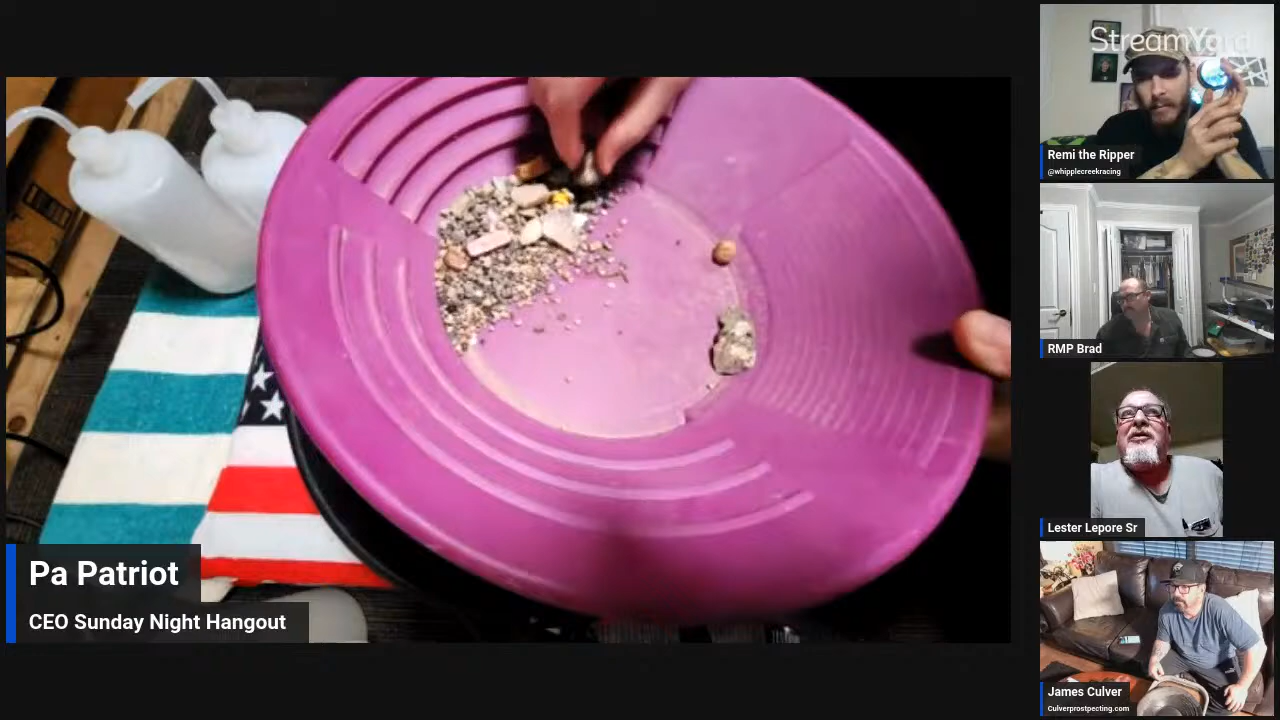 Pa Patriot
CEO Sunday Night Hangout
StreamYard
Remi the Ripper
@whipplecreekracing
RMP Brad
Lester Lepore Sr
James Culver
Culverprostpecting.com